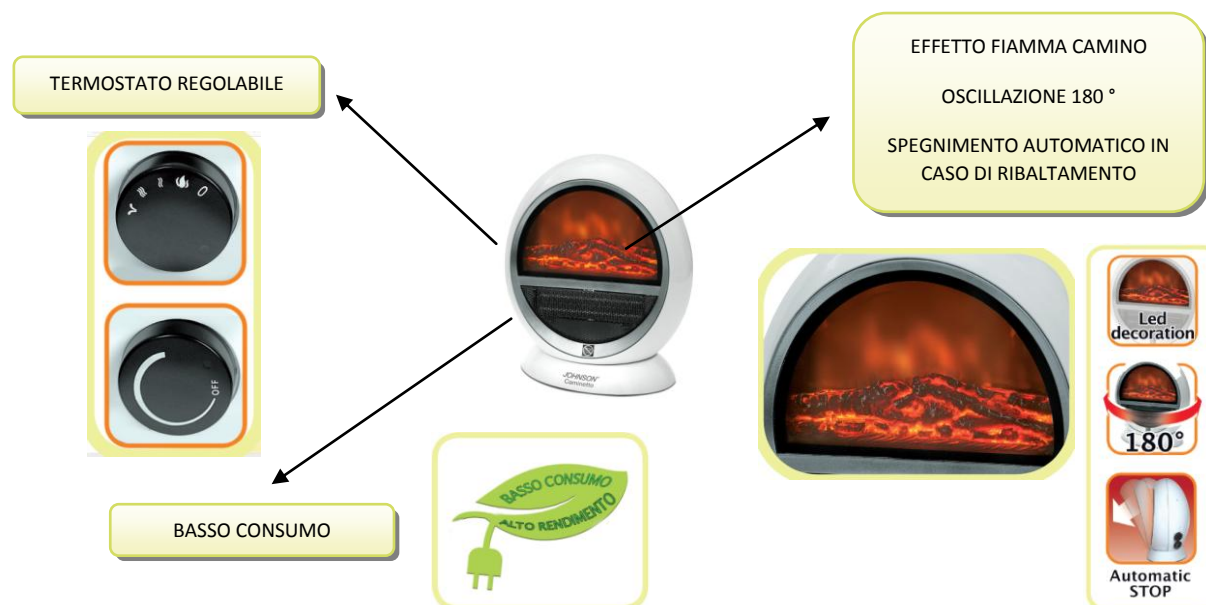 TERMOSTATO REGOLABILE
EFFETTO FIAMMA CAMINO
OSCILLAZIONE 180 °
SPEGNIMENTO AUTOMATICO IN
CASO DI RIBALTAMENTO
OFF
JOHNSON
Caminetto
Led
decoration
180°
Automatic
STOP
BASSO CONSUMO
BASSO CONSUMO
ALTO RENDIMENTO